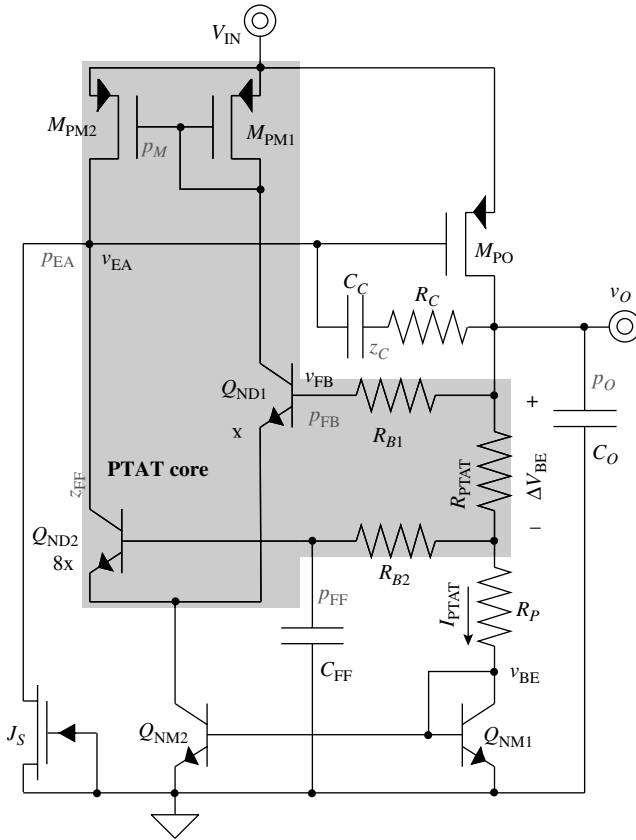 V_IN
M_PM2
p_M
M_PM1
M_PO
p_EA
v_EA
C_C
R_C
z_C
v_O
Q_ND1
v_FB
p_FB
x
R_B1
+
p_O
C_O
R_PTAT
ΔV_BE
−
PTAT core
z_FF
Q_ND2
8x
R_B2
p_FF
C_FF
I_PTAT
R_P
v_BE
J_S
Q_NM2
Q_NM1